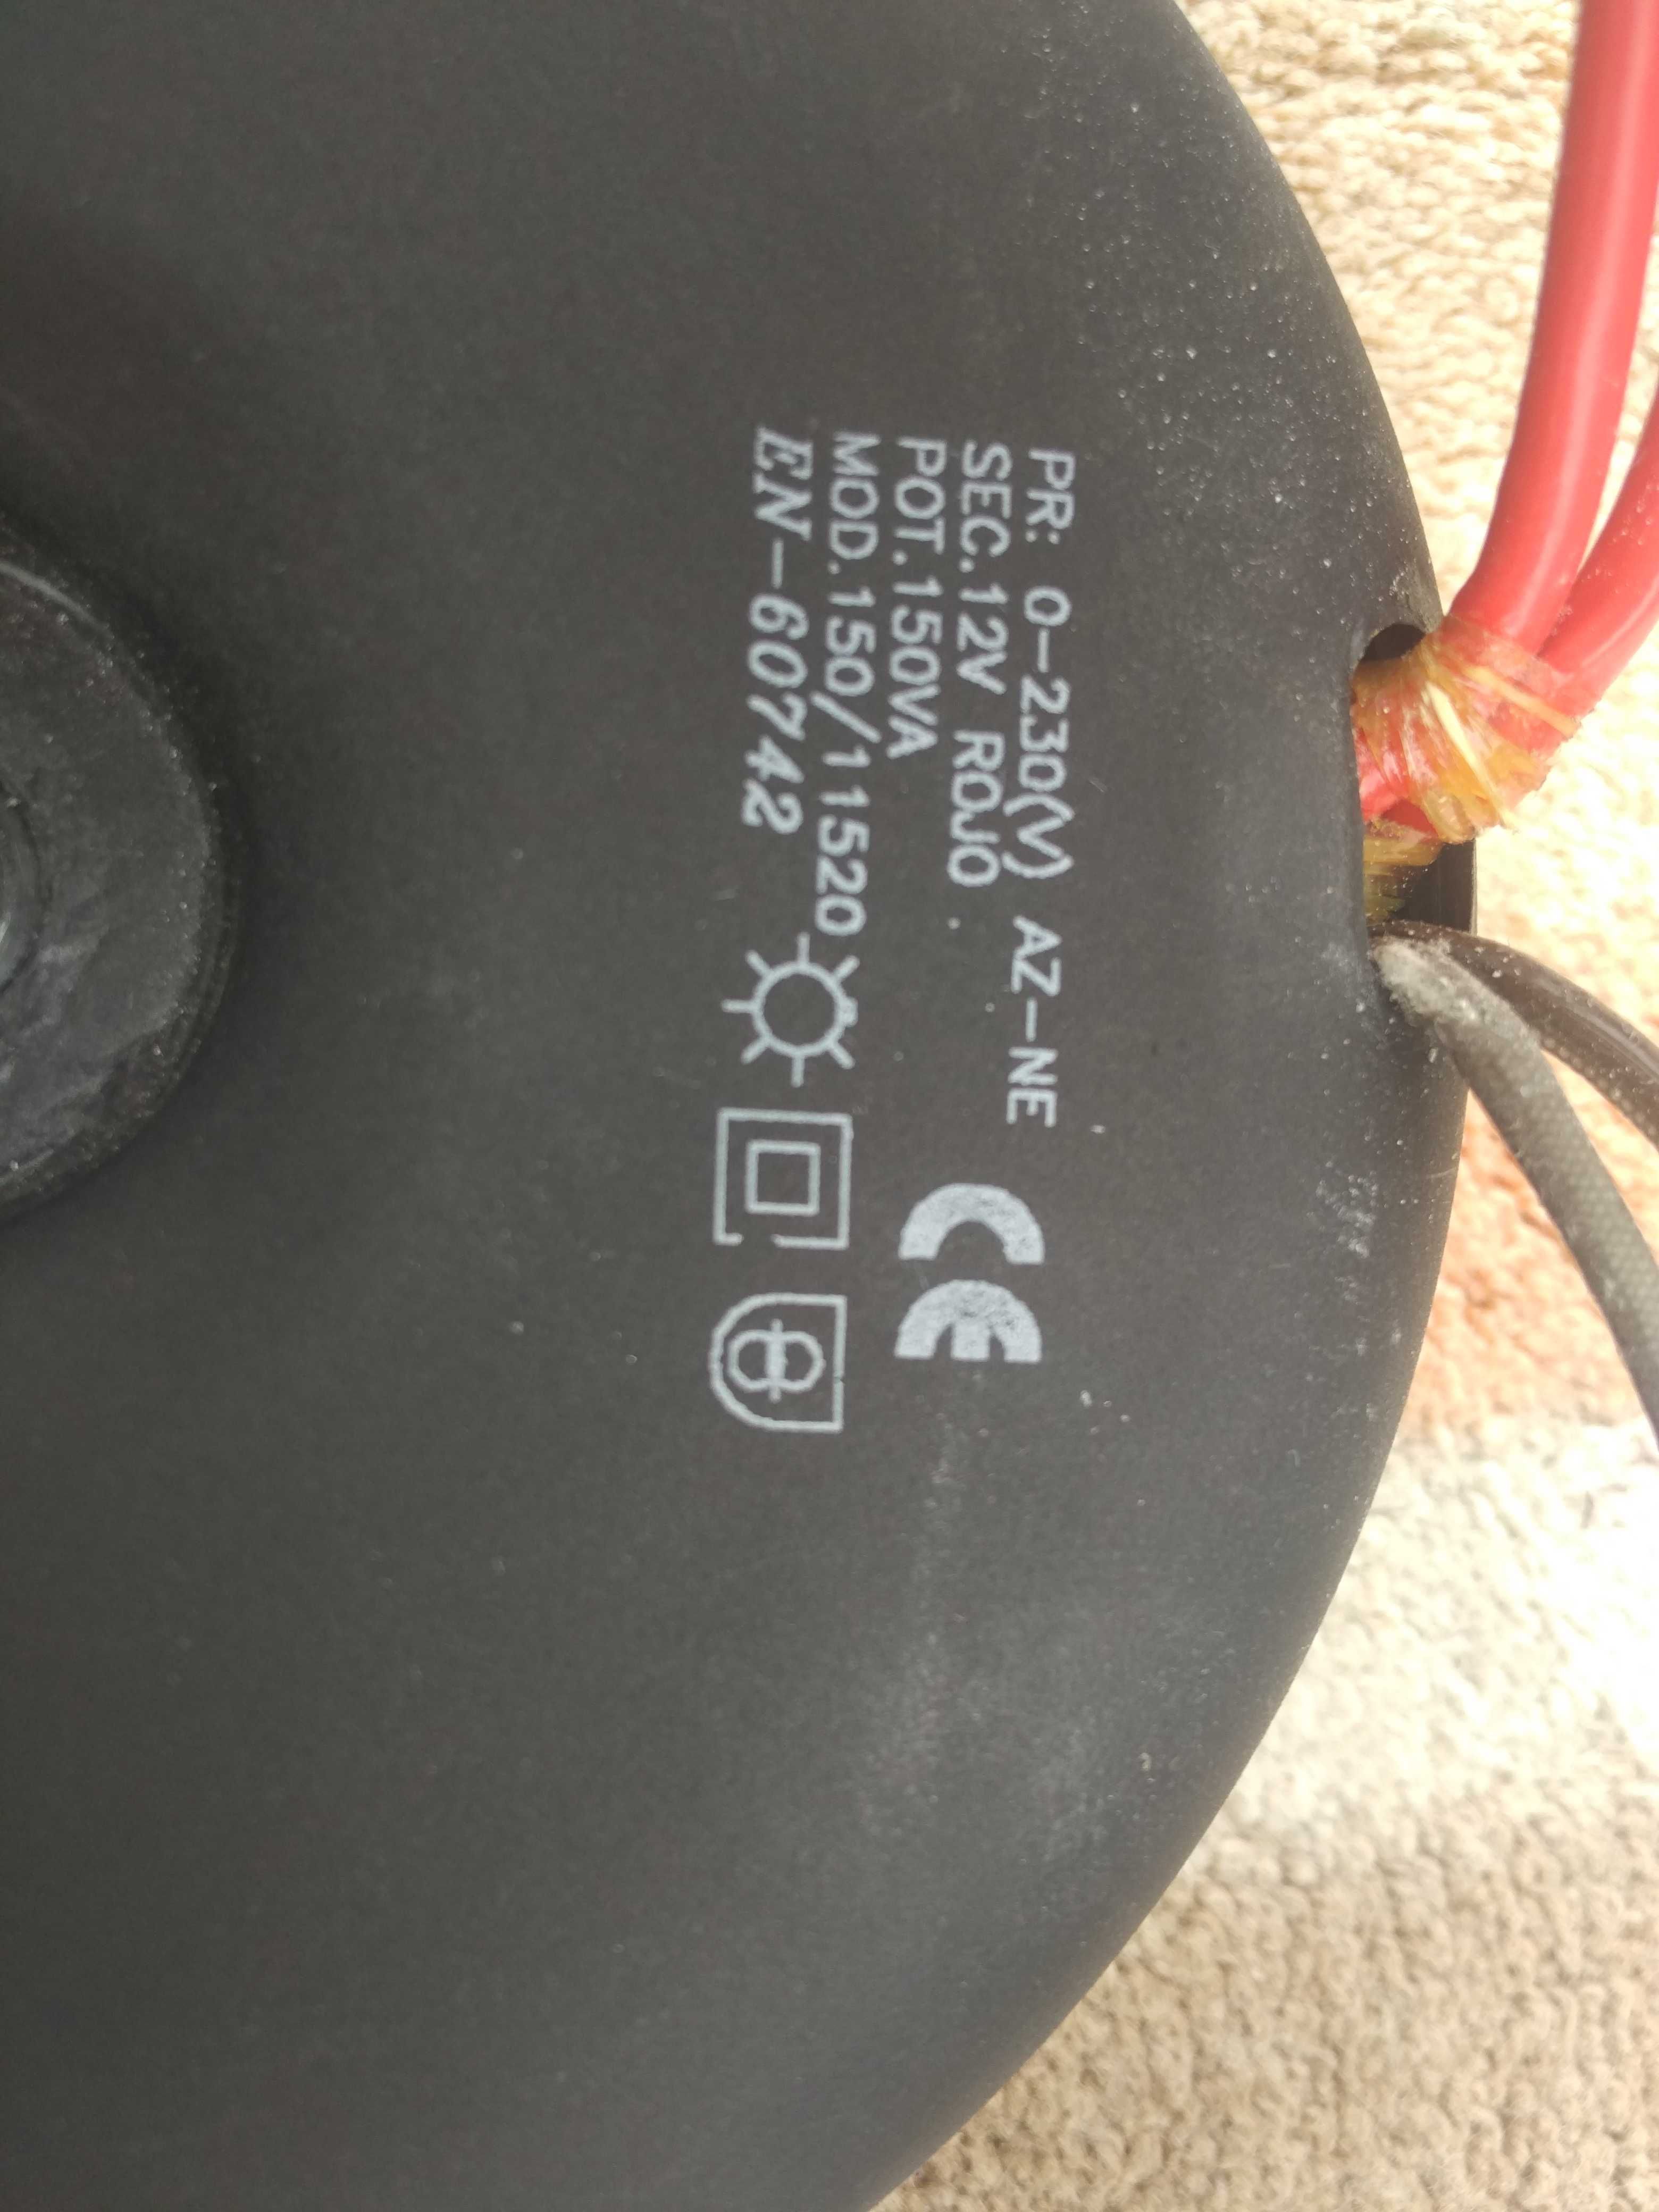 PR: 0-230(V) AZ-NE
SEC.12V ROJO
POT.150VA
MOD.150/11520
EN-60742
CE